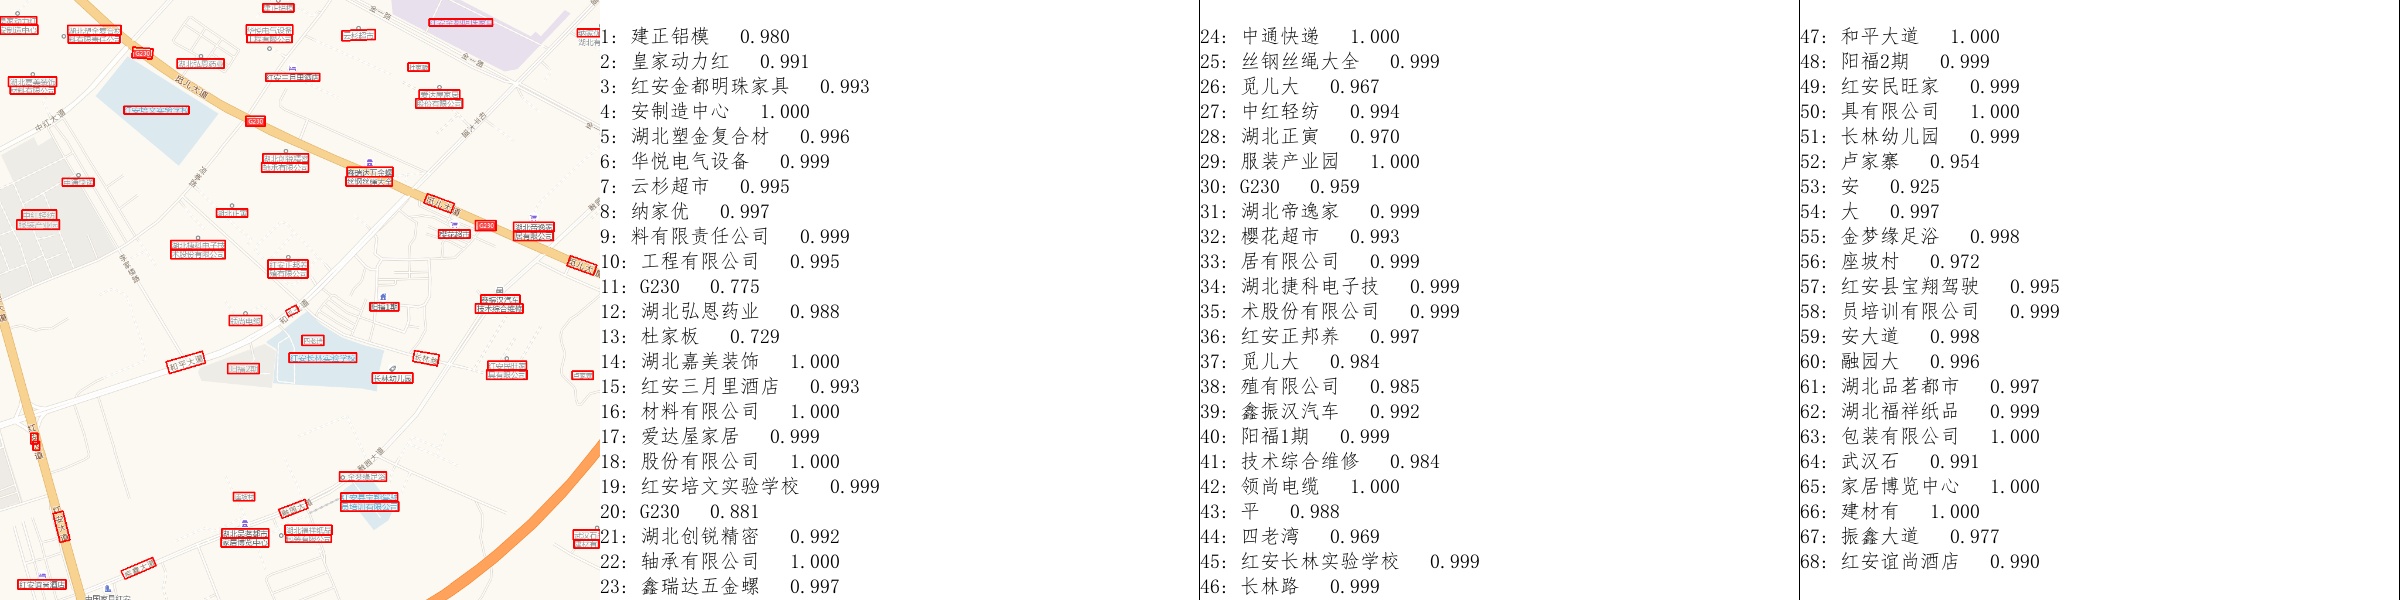 1: 建正铝模 0.980
2: 皇家动力红 0.991
3: 红安金都明珠家具 0.993
4: 安制造中心 1.000
5: 湖北塑金复合材 0.996
6: 华悦电气设备 0.999
7: 云杉超市 0.995
8: 纳家优 0.997
9: 料有限责任公司 0.999
10: 工程有限公司 0.995
11: G230 0.775
12: 湖北弘恩药业 0.988
13: 杜家板 0.729
14: 湖北嘉美装饰 1.000
15: 红安三月里酒店 0.993
16: 材料有限公司 1.000
17: 爱达屋家居 0.999
18: 股份有限公司 1.000
19: 红安培文实验学校 0.999
20: G230 0.881
21: 湖北创锐精密 0.992
22: 轴承有限公司 1.000
23: 鑫瑞达五金螺 0.997
24: 中通快递 1.000
25: 丝钢丝绳大全 0.999
26: 觅儿大 0.967
27: 中红轻纺 0.994
28: 湖北正寅 0.970
29: 服装产业园 1.000
30: G230 0.959
31: 湖北帝逸家 0.999
32: 樱花超市 0.993
33: 居有限公司 0.999
34: 湖北捷科电子技 0.999
35: 术股份有限公司 0.999
36: 红安正邦养 0.997
37: 觅儿大 0.984
38: 殖有限公司 0.985
39: 鑫振汉汽车 0.992
40: 阳福1期 0.999
41: 技术综合维修 0.984
42: 领尚电缆 1.000
43: 平 0.988
44: 四老湾 0.969
45: 红安长林实验学校 0.999
46: 长林路 0.999
47: 和平大道 1.000
48: 阳福2期 0.999
49: 红安民旺家 0.999
50: 具有限公司 1.000
51: 长林幼儿园 0.999
52: 卢家寨 0.954
53: 安 0.925
54: 大 0.997
55: 金梦缘足浴 0.998
56: 座坡村 0.972
57: 红安县宝翔驾驶 0.995
58: 员培训有限公司 0.999
59: 安大道 0.998
60: 融园大 0.996
61: 湖北品茗都市 0.997
62: 湖北福祥纸品 0.999
63: 包装有限公司 1.000
64: 武汉石 0.991
65: 家居博览中心 1.000
66: 建材有 1.000
67: 振鑫大道 0.977
68: 红安谊尚酒店 0.990